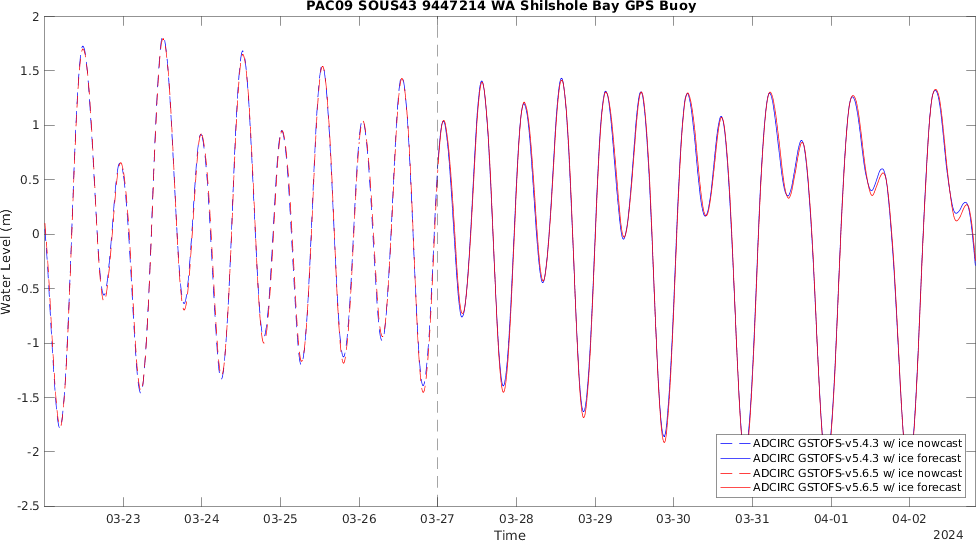 PAC09 SOUS43 9447214 WA Shilshole Bay GPS Buoy
2
1.5
1
0.5
0
-0.5
-1
-1.5
-2
-2.5
Water Level (m)
ADCIRC GSTOFS-v5.4.3 w/ ice nowcast
ADCIRC GSTOFS-v5.4.3 w/ ice forecast
ADCIRC GSTOFS-v5.6.5 w/ ice nowcast
ADCIRC GSTOFS-v5.6.5 w/ ice forecast
03-23 03-24 03-25 03-26 03-27 03-28 03-29 03-30 03-31 04-01 04-02
Time
2024